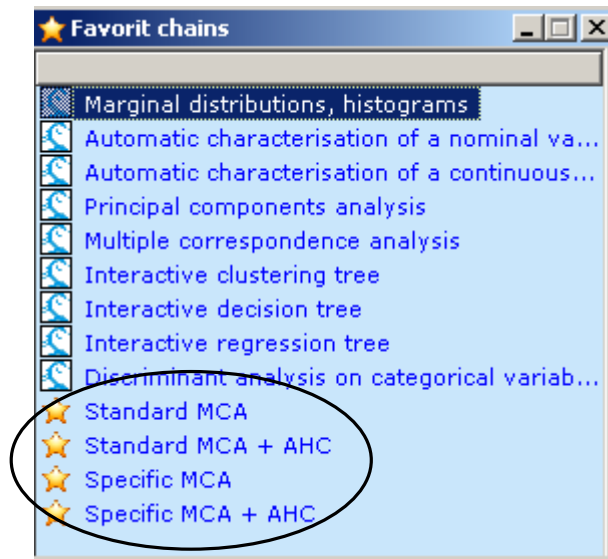 Favorit chains
Marginal distributions, histograms
Automatic characterisation of a nominal va...
Automatic characterisation of a continuous...
Principal components analysis
Multiple correspondence analysis
Interactive clustering tree
Interactive decision tree
Interactive regression tree
Discriminant analysis on categorical variab...
Standard MCA
Standard MCA + AHC
Specific MCA
Specific MCA + AHC